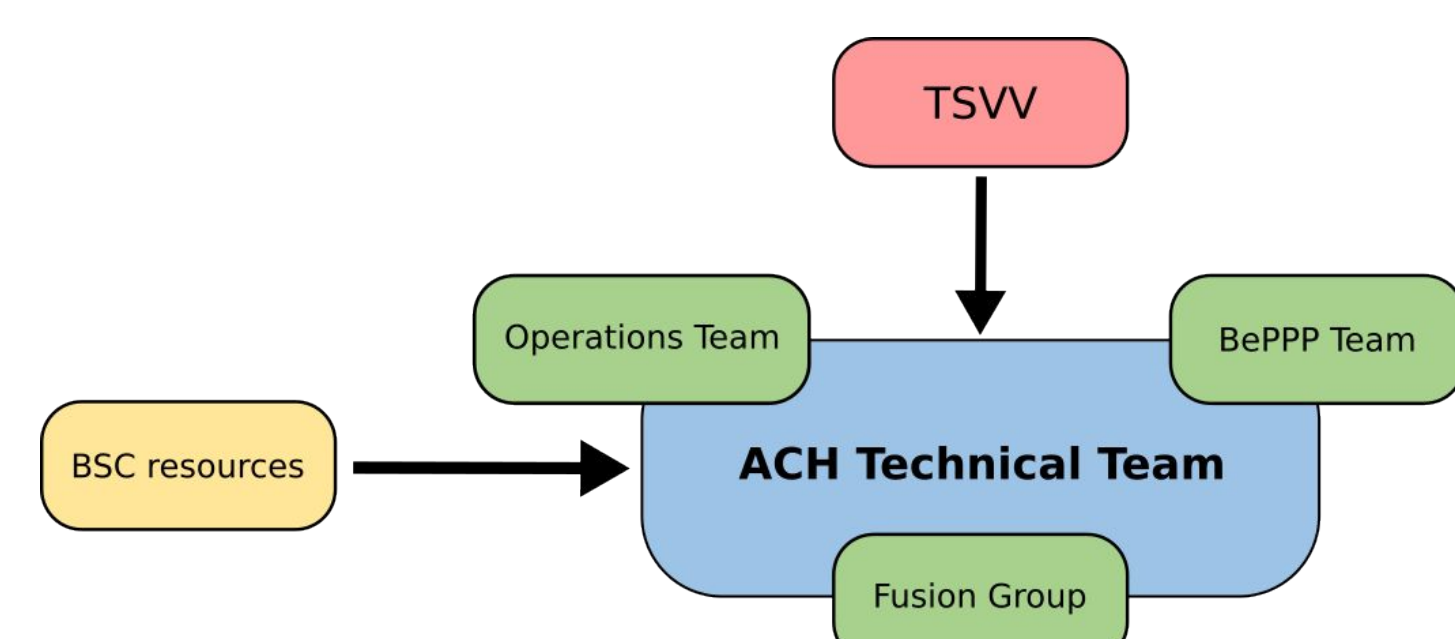 TSVV
Operations Team
BePPP Team
BSC resources
ACH Technical Team
Fusion Group